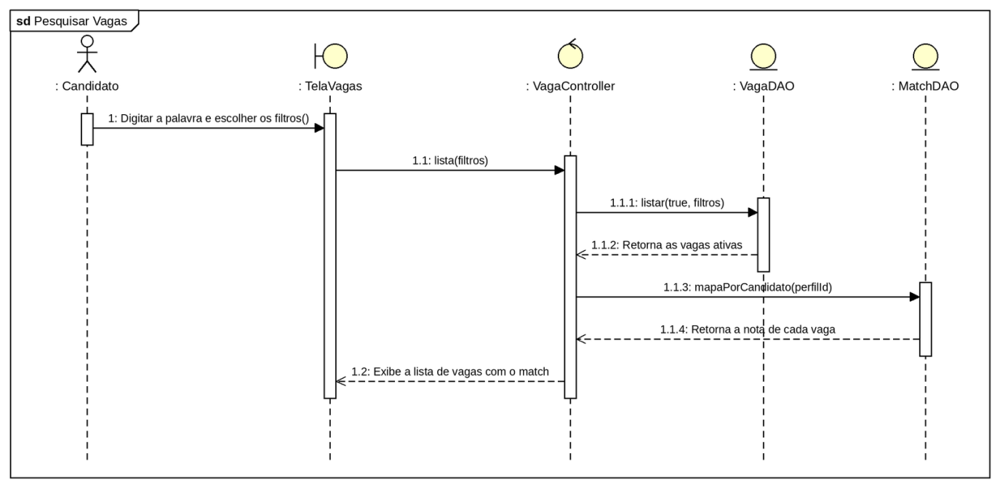 sd Pesquisar Vagas
: Candidato
: TelaVagas
: VagaController
: VagaDAO
: MatchDAO
1: Digitar a palavra e escolher os filtros()
1.1: lista(filtros)
1.1.1: listar(true, filtros)
1.1.2: Retorna as vagas ativas
1.1.3: mapaPorCandidato(perfilId)
1.1.4: Retorna a nota de cada vaga
1.2: Exibe a lista de vagas com o match